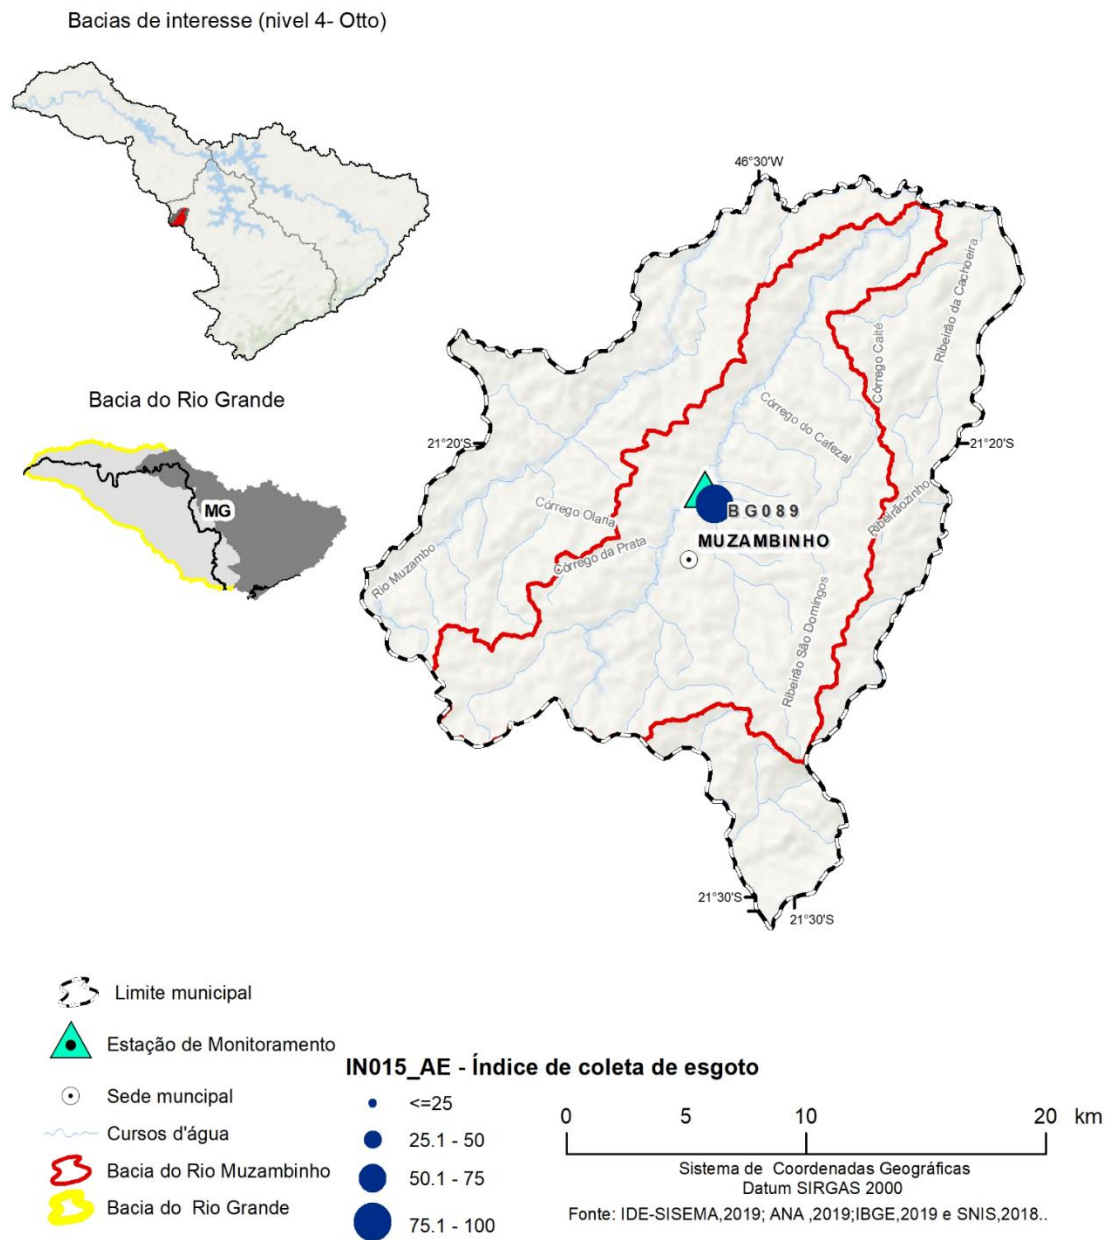 Bacias de interesse (nivel 4- Otto)
46°30'W
Bacia do Rio Grande
MG
21°20'S
21°20'S
Ribeirão da Cachoeira
Córrego Caité
Córrego do Cafezal
Ribeirãozinho
Córrego Olaria
Córrego da Prata
Rio Muzambo
BG089
MUZAMBINHO
Ribeirão São Domingos
21°30'S
21°30'S
Limite municipal
Estação de Monitoramento
Sede muncipal
Cursos d'água
Bacia do Rio Muzambinho
Bacia do Rio Grande
IN015_AE - Índice de coleta de esgoto
<=25
25.1 - 50
50.1 - 75
75.1 - 100
0 5 10 20 km
Sistema de Coordenadas Geográficas
Datum SIRGAS 2000
Fonte: IDE-SISEMA,2019; ANA ,2019;IBGE,2019 e SNIS,2018..